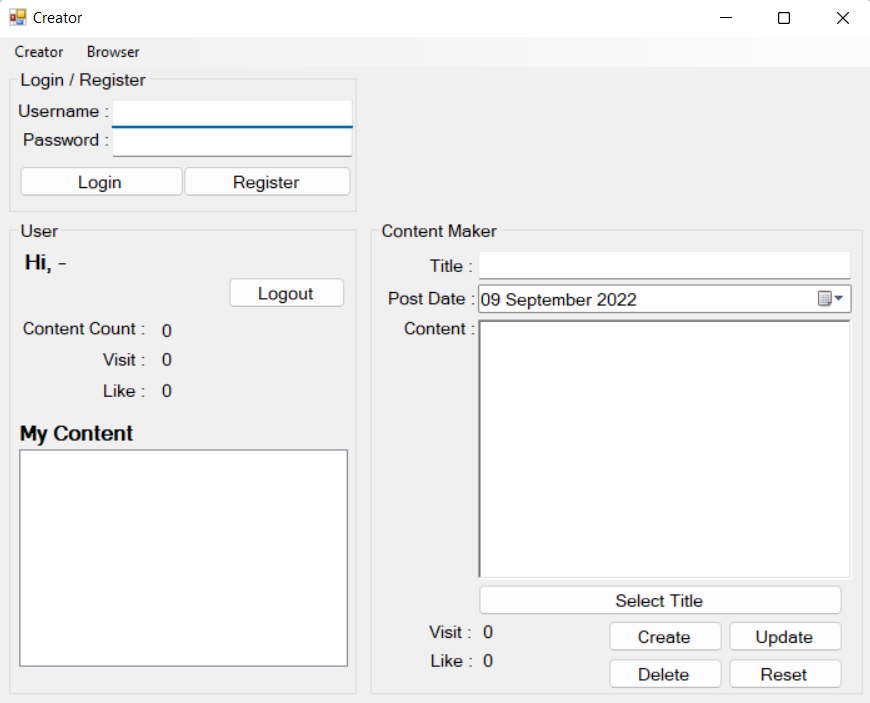 Creator
Creator Browser
Login / Register
Username :
Password :
Login Register
User
Hi, -
Logout
Content Count : 0
Visit : 0
Like : 0
My Content
Content Maker
Title :
Post Date : 09 September 2022
Content :
Select Title
Visit : 0
Like : 0
Create Update
Delete Reset